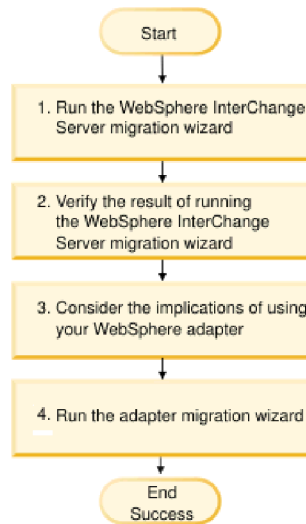 Start
1. Run the WebSphere InterChange
Server migration wizard
2. Verify the result of running
the WebSphere InterChange
Server migration wizard
3. Consider the implications of using
your WebSphere adapter
4. Run the adapter migration wizard
End
Success